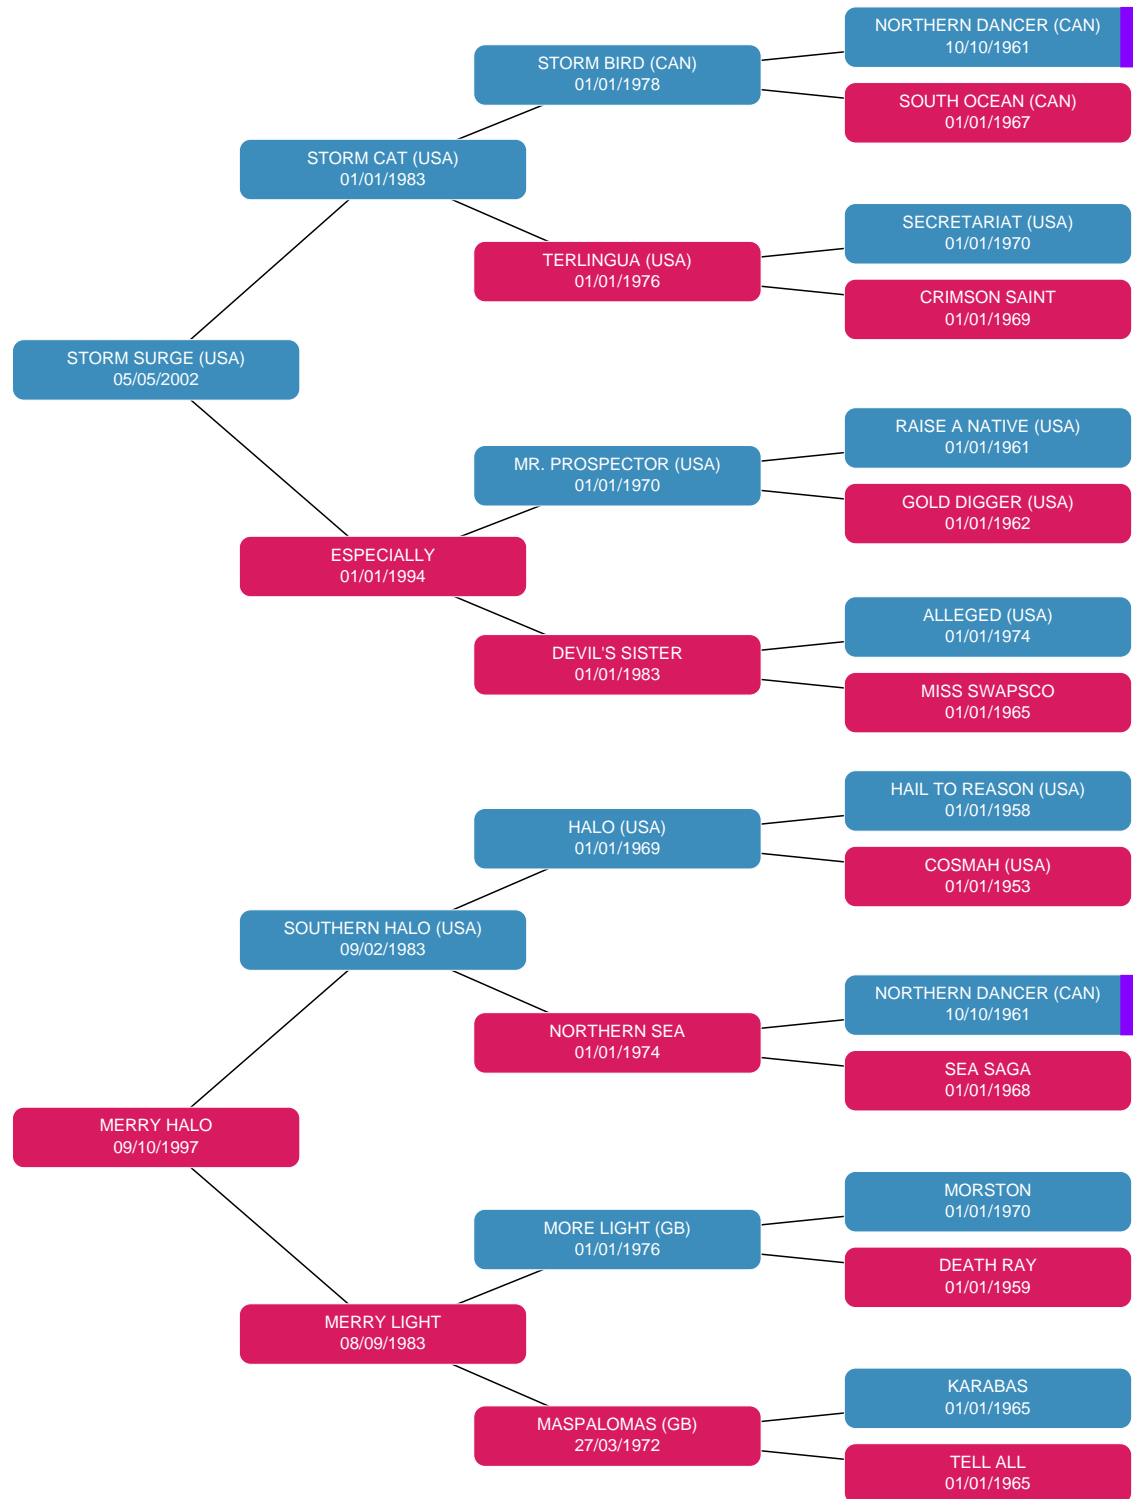 NORTHERN DANCER (CAN)
10/10/1961
STORM BIRD (CAN)
01/01/1978
SOUTH OCEAN (CAN)
01/01/1967
STORM CAT (USA)
01/01/1983
SECRETARIAT (USA)
01/01/1970
TERLINGUA (USA)
01/01/1976
CRIMSON SAINT
01/01/1969
STORM SURGE (USA)
05/05/2002
RAISE A NATIVE (USA)
01/01/1961
MR. PROSPECTOR (USA)
01/01/1970
GOLD DIGGER (USA)
01/01/1962
ESPECIALLY
01/01/1994
ALLEGED (USA)
01/01/1974
DEVIL'S SISTER
01/01/1983
MISS SWAPSCO
01/01/1965
HAIL TO REASON (USA)
01/01/1958
HALO (USA)
01/01/1969
COSMAH (USA)
01/01/1953
SOUTHERN HALO (USA)
09/02/1983
NORTHERN DANCER (CAN)
10/10/1961
NORTHERN SEA
01/01/1974
SEA SAGA
01/01/1968
MERRY HALO
09/10/1997
MORSTON
01/01/1970
MORE LIGHT (GB)
01/01/1976
DEATH RAY
01/01/1959
MERRY LIGHT
08/09/1983
KARABAS
01/01/1965
MASPALOMAS (GB)
27/03/1972
TELL ALL
01/01/1965